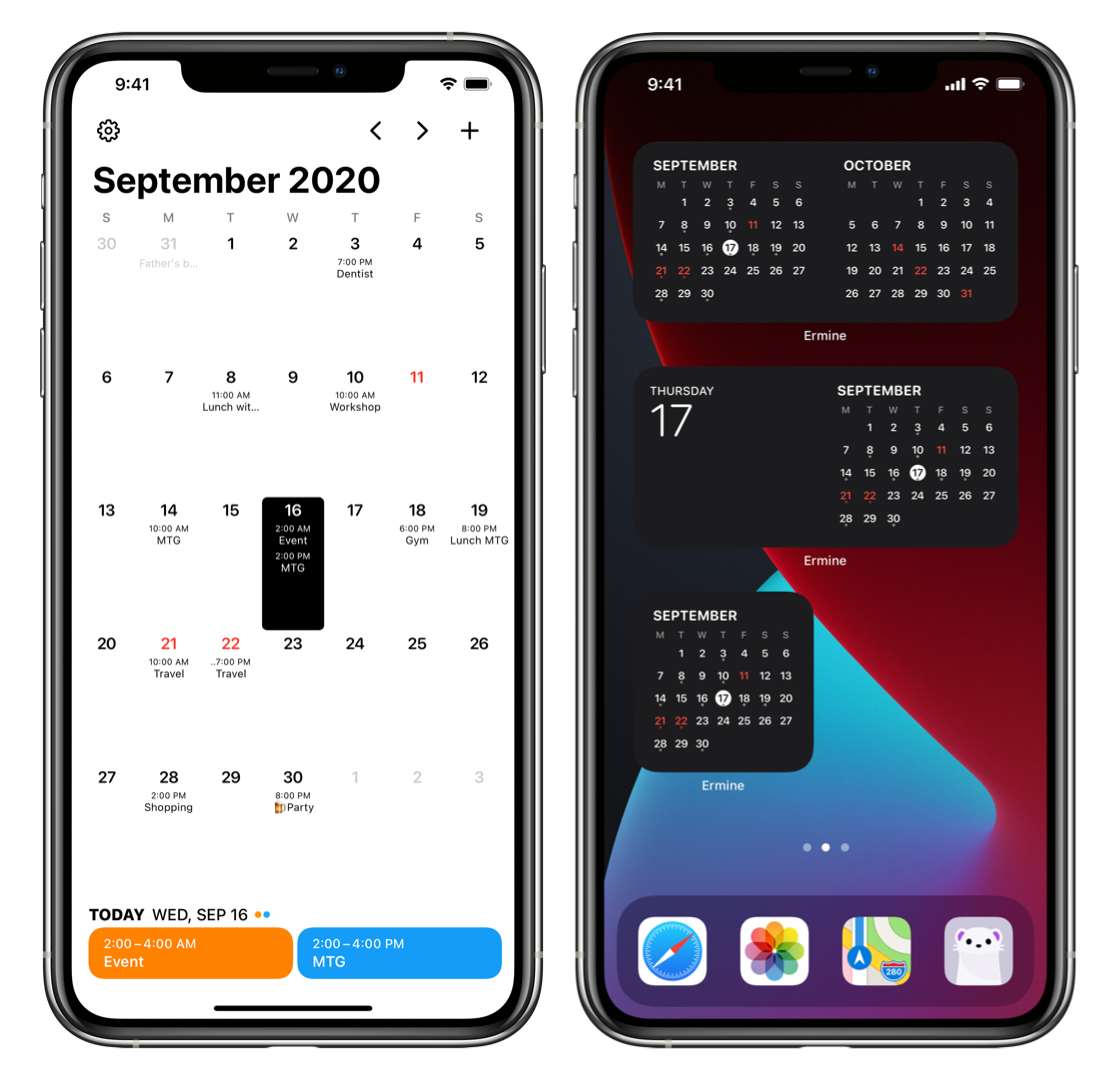 9:41
September 2020
S M T W T F S
30 31 1 2 3 4 5
Father's b...
7:00 PM
Dentist
6 7 8 9 10 11 12
11:00 AM 10:00 AM
Lunch wit... Workshop
13 14 15 16 17 18 19
10:00 AM 2:00 AM 6:00 PM 8:00 PM
MTG Event Gym Lunch MTG
2:00 PM
MTG
20 21 22 23 24 25 26
10:00 AM ..7:00 PM
Travel Travel
27 28 29 30 1 2 3
2:00 PM 8:00 PM
Shopping 🍺Party
TODAY WED, SEP 16
2:00–4:00 AM 2:00–4:00 PM
Event MTG
9:41
SEPTEMBER
M T W T F S S
1 2 3 4 5 6
7 8 9 10 11 12 13
14 15 16 17 18 19 20
21 22 23 24 25 26 27
28 29 30
OCTOBER
M T W T F S S
1 2 3 4
5 6 7 8 9 10 11
12 13 14 15 16 17 18
19 20 21 22 23 24 25
26 27 28 29 30 31
Ermine
THURSDAY
17
SEPTEMBER
M T W T F S S
1 2 3 4 5 6
7 8 9 10 11 12 13
14 15 16 17 18 19 20
21 22 23 24 25 26 27
28 29 30
Ermine
SEPTEMBER
M T W T F S S
1 2 3 4 5 6
7 8 9 10 11 12 13
14 15 16 17 18 19 20
21 22 23 24 25 26 27
28 29 30
Ermine
280